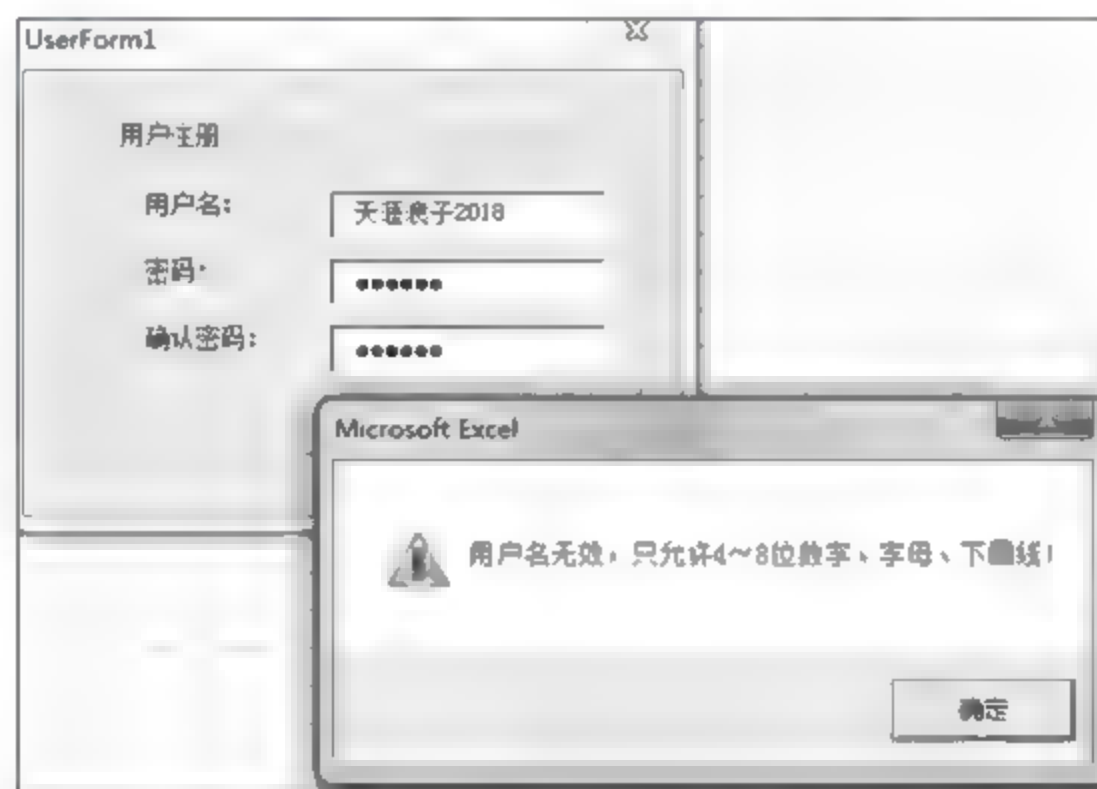 UserForm1
用户注册
用户名:
天涯浪子2018
密码:
●●●●●●
确认密码:
●●●●●●
Microsoft Excel
用户名无效，只允许4~8位数字、字母、下画线!
确定